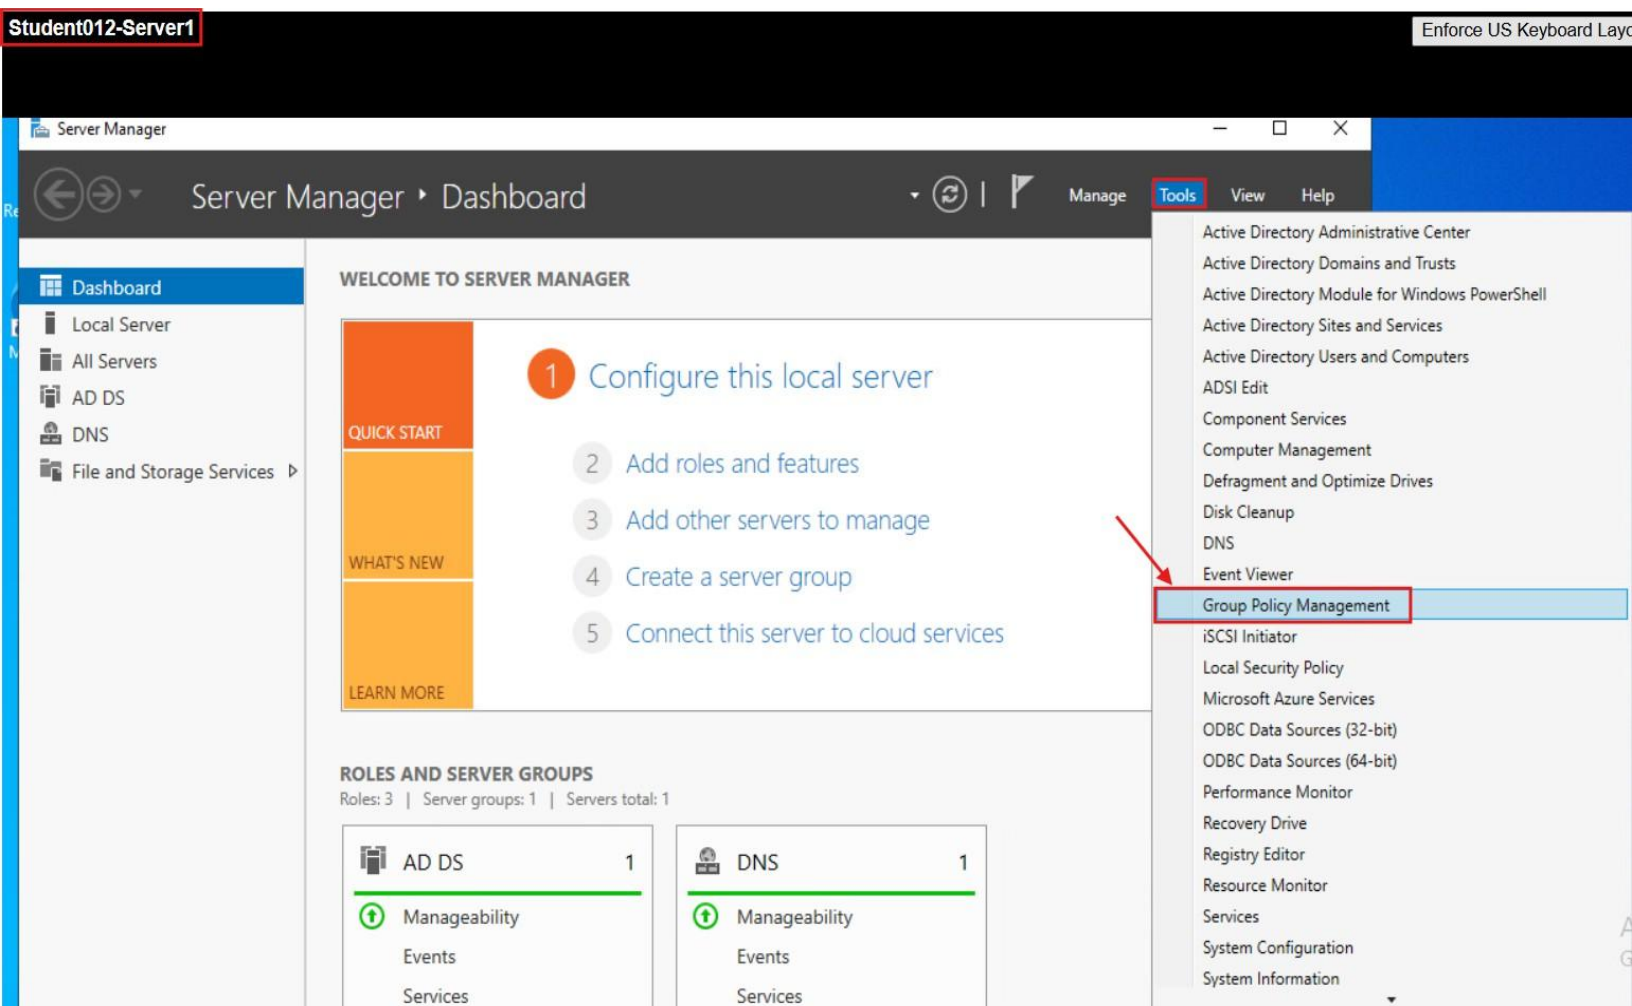 Student012-Server1
Enforce US Keyboard Layo
Server Manager
Server Manager • Dashboard
Manage Tools View Help
Dashboard
Local Server
All Servers
AD DS
DNS
File and Storage Services
WELCOME TO SERVER MANAGER
QUICK START
WHAT'S NEW
LEARN MORE
1 Configure this local server
2 Add roles and features
3 Add other servers to manage
4 Create a server group
5 Connect this server to cloud services
ROLES AND SERVER GROUPS
Roles: 3 | Server groups: 1 | Servers total: 1
AD DS 1
Manageability
Events
Services
DNS 1
Manageability
Events
Services
Active Directory Administrative Center
Active Directory Domains and Trusts
Active Directory Module for Windows PowerShell
Active Directory Sites and Services
Active Directory Users and Computers
ADSI Edit
Component Services
Computer Management
Defragment and Optimize Drives
Disk Cleanup
DNS
Event Viewer
Group Policy Management
iSCSI Initiator
Local Security Policy
Microsoft Azure Services
ODBC Data Sources (32-bit)
ODBC Data Sources (64-bit)
Performance Monitor
Recovery Drive
Registry Editor
Resource Monitor
Services
System Configuration
System Information